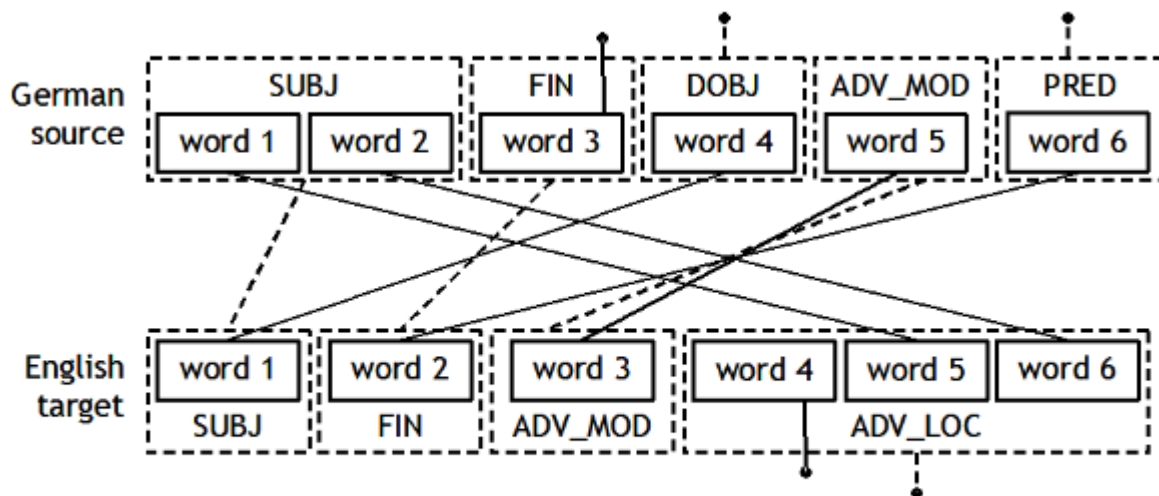 SUBJ FIN DOBJ ADV_MOD PRED
German
source
word 1 word 2 word 3 word 4 word 5 word 6
English
target
word 1 word 2 word 3 word 4 word 5 word 6
SUBJ FIN ADV_MOD ADV_LOC